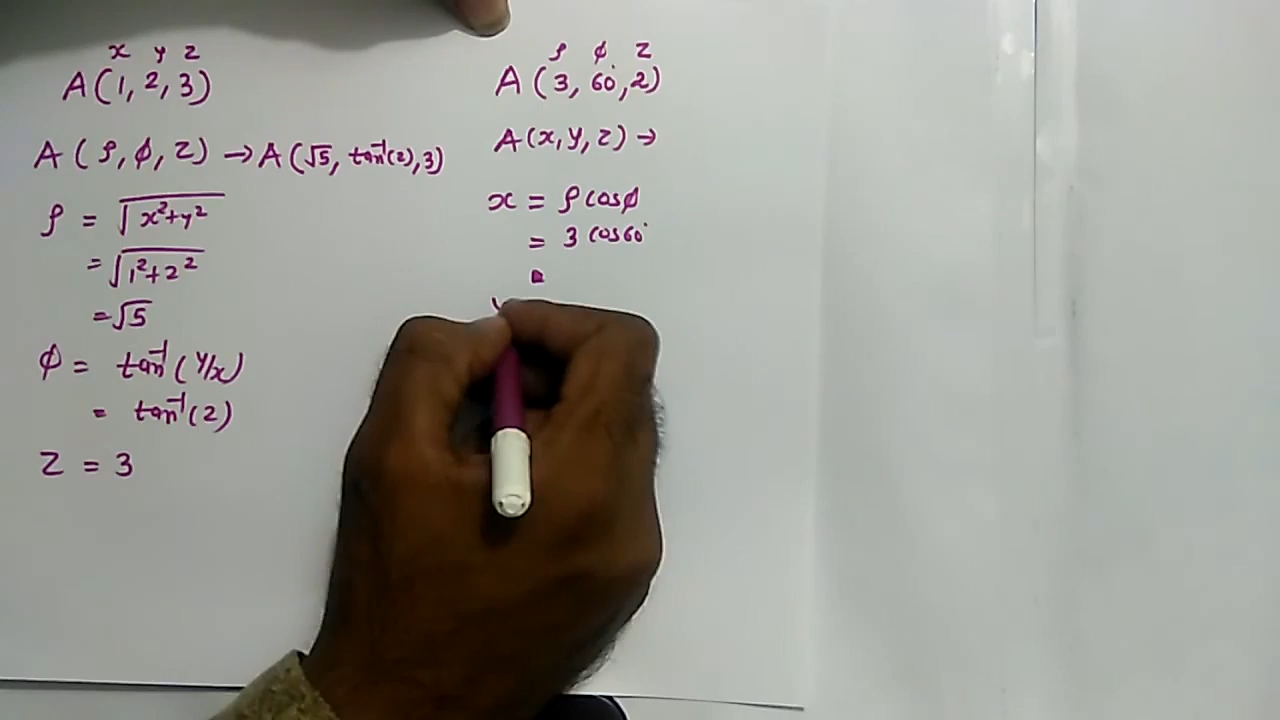 x y z
A(1, 2, 3)
A(ρ, φ, z) → A(√5, tan⁻¹(2), 3)
ρ = √x²+y²
= √1²+2²
= √5
φ = tan⁻¹(y/x)
= tan⁻¹(2)
z = 3
ρ φ z
A(3, 60°, 2)
A(x, y, z) →
x = ρ cosφ
= 3 cos60°